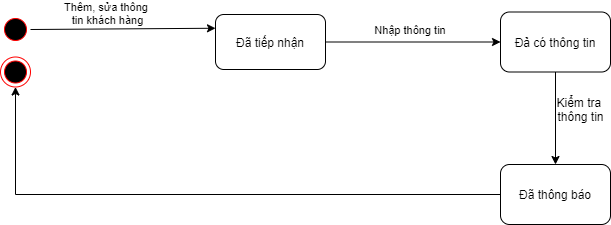 Thêm, sửa thông
tin khách hàng
Đã tiếp nhận
Nhập thông tin
Đả có thông tin
Kiểm tra
thông tin
Đã thông báo